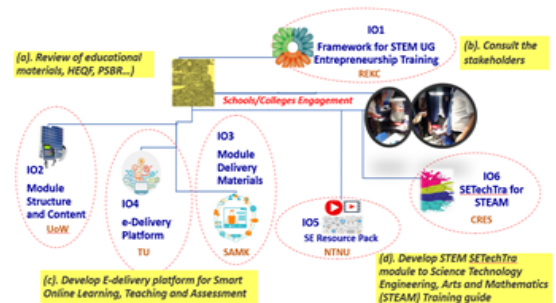 (a). Review of educational
materials, HEQF, PSBR...)
IO1
Framework for STEM UG
Entrepreneurship Training
REKC
(b). Consult the
stakeholders
Schools/Colleges Engagement
IO2
Module
Structure
and Content
UoW
IO4
e-Delivery
Platform
TU
IO3
Module
Delivery
Materials
SAMK
IO5
SE Resource Pack
NTNU
IO6
SETechTra for
STEAM
CRES
(c). Develop E-delivery platform for Smart
Online Learning, Teaching and Assessment
(d). Develop STEM SETechTra
module to Science Technology
Engineering, Arts and Mathematics
(STEAM) Training guide